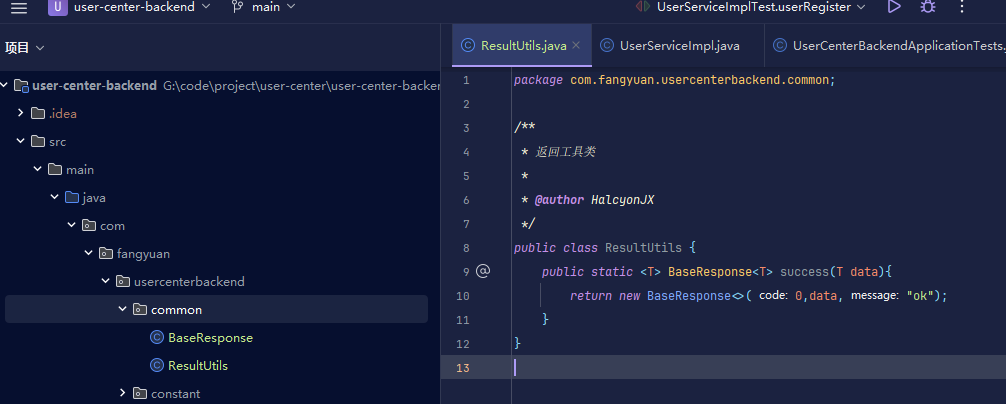 U user-center-backend main UserServiceImplTest.userRegister
项目
user-center-backend G:\code\project\user-center\user-center-backen
.idea
src
main
java
com
fangyuan
usercenterbackend
common
BaseResponse
ResultUtils
constant
ResultUtils.java UserServiceImpl.java UserCenterBackendApplicationTests.
1 package com.fangyuan.usercenterbackend.common;
2
3 /**
4 * 返回工具类
5 *
6 * @author HalcyonJX
7 */
8 public class ResultUtils {
9 public static <T> BaseResponse<T> success(T data){
10 return new BaseResponse<>( code: 0,data, message: "ok");
11 }
12 }
13